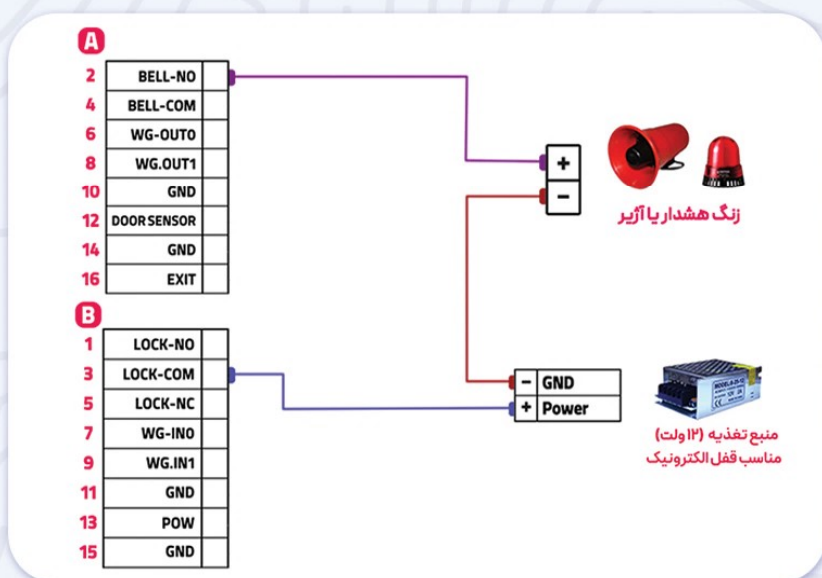 A
2 BELL-NO
4 BELL-COM
6 WG-OUT0
8 WG.OUT1
10 GND
12 DOOR SENSOR
14 GND
16 EXIT
+
-
زنگ هشدار یا آژیر
B
1 LOCK-NO
3 LOCK-COM
5 LOCK-NC
7 WG-IN0
9 WG.IN1
11 GND
13 POW
15 GND
- GND
+ Power
منبع تغذیه (۱۲ ولت)
مناسب قفل الکترونیک